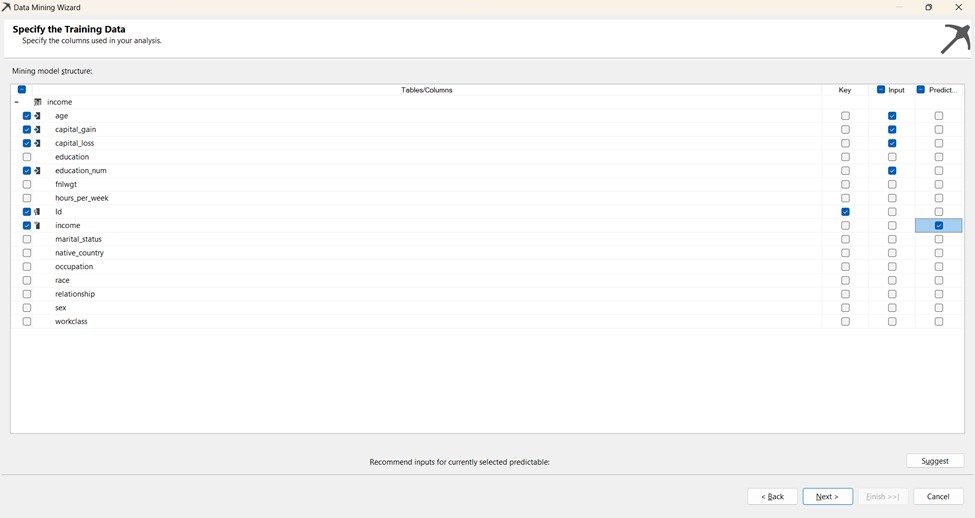 Data Mining Wizard
Specify the Training Data
Specify the columns used in your analysis.
Mining model structure:
Tables/Columns Key Input Predict...
income
age
capital_gain
capital_loss
education
education_num
fnlwgt
hours_per_week
Id
income
marital_status
native_country
occupation
race
relationship
sex
workclass
Recommend inputs for currently selected predictable:
Suggest
< Back Next > Finish >>| Cancel